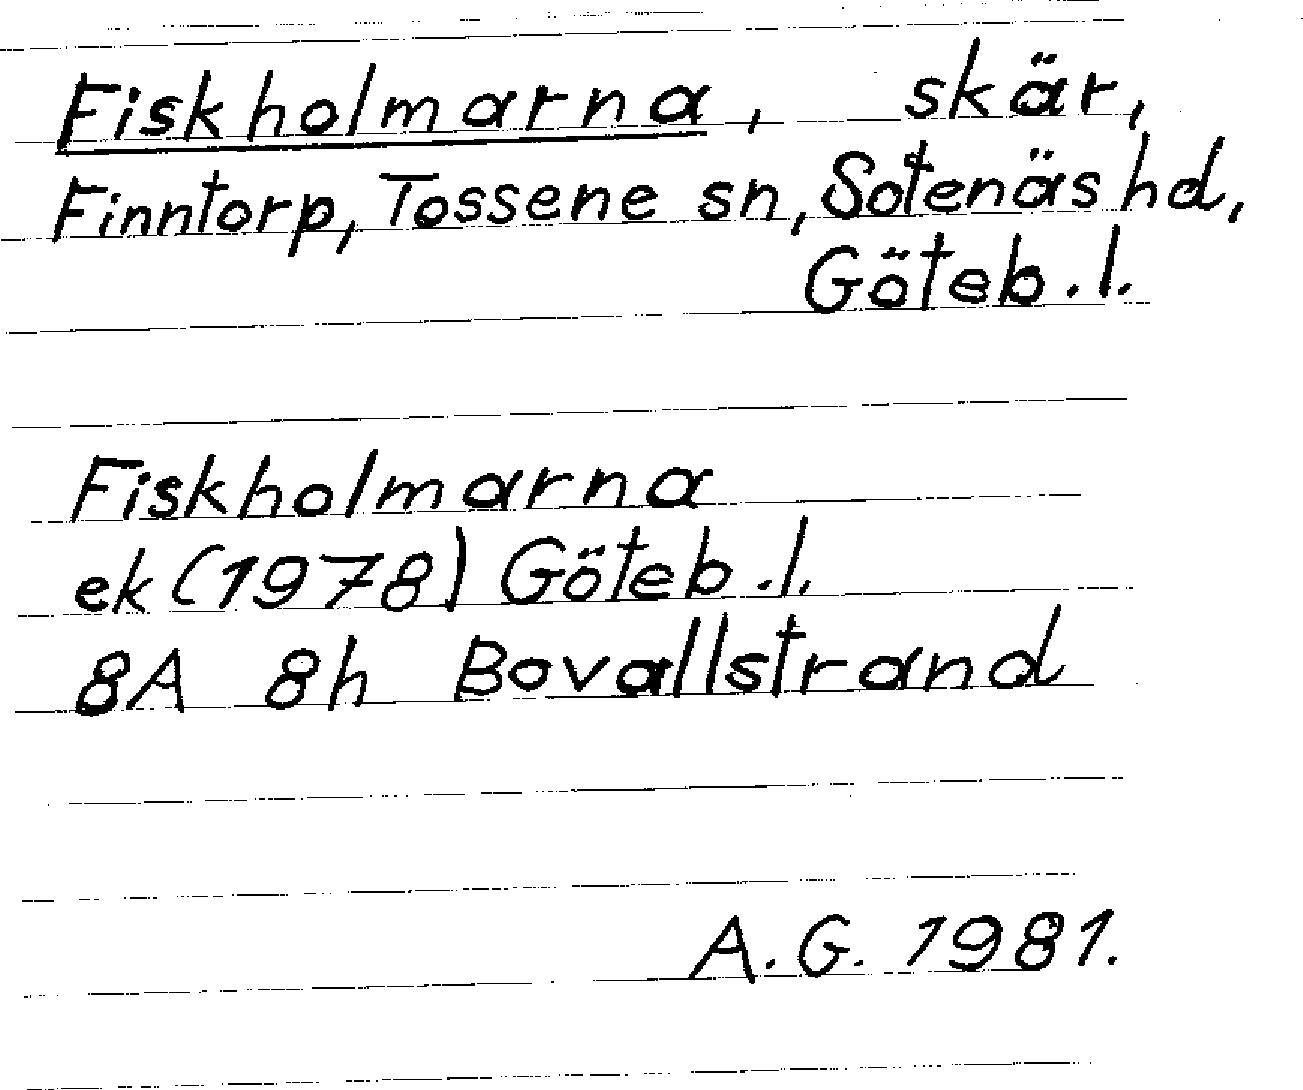 Fiskholmarna, skär,
Finntorp, Tossene sn, Sotenäs hd,
Göteb. l.
Fiskholmarna
ek (1978) Göteb. l.
8A 8h Bovallstrand
A. G. 1981.